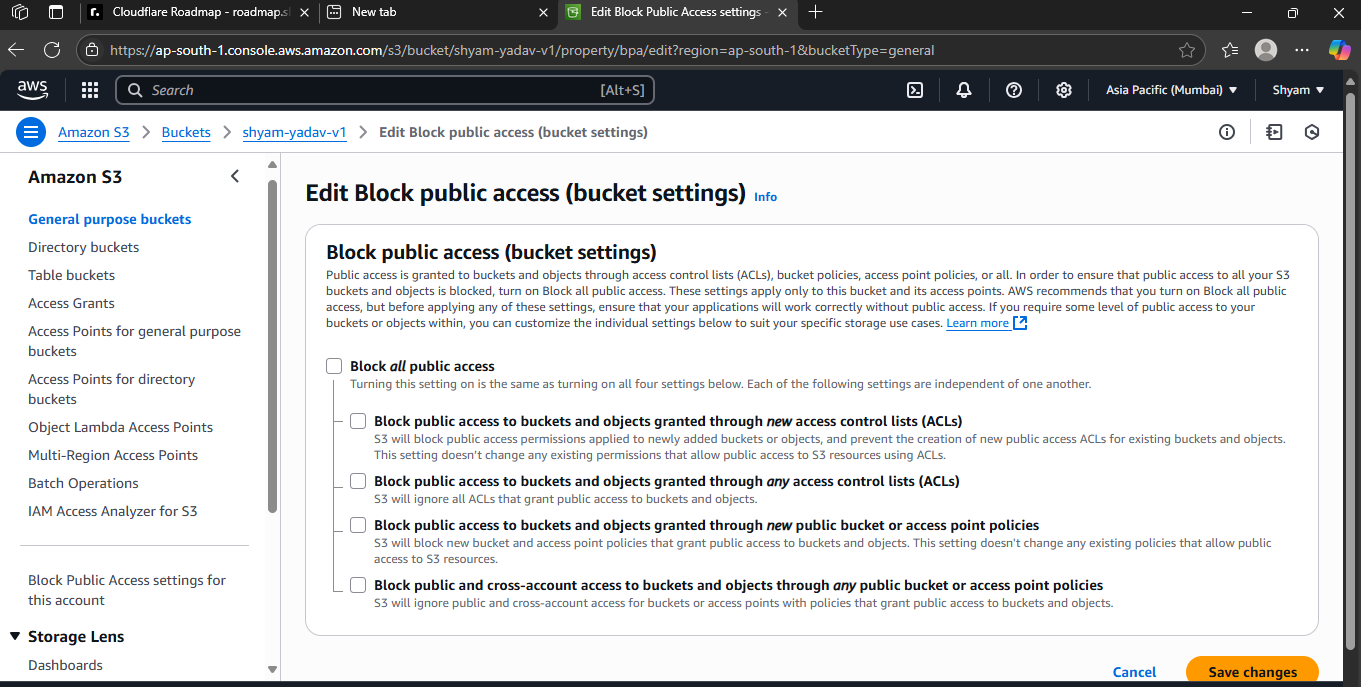 Cloudflare Roadmap - roadmap.s
New tab
Edit Block Public Access settings -
https://ap-south-1.console.aws.amazon.com/s3/bucket/shyam-yadav-v1/property/bpa/edit?region=ap-south-1&bucketType=general
aws
Search
[Alt+S]
Asia Pacific (Mumbai)
Shyam
Amazon S3
Buckets
shyam-yadav-v1
Edit Block public access (bucket settings)
Amazon S3
General purpose buckets
Directory buckets
Table buckets
Access Grants
Access Points for general purpose
buckets
Access Points for directory
buckets
Object Lambda Access Points
Multi-Region Access Points
Batch Operations
IAM Access Analyzer for S3
Block Public Access settings for
this account
Storage Lens
Dashboards
Edit Block public access (bucket settings) Info
Block public access (bucket settings)
Public access is granted to buckets and objects through access control lists (ACLs), bucket policies, access point policies, or all. In order to ensure that public access to all your S3
buckets and objects is blocked, turn on Block all public access. These settings apply only to this bucket and its access points. AWS recommends that you turn on Block all public
access, but before applying any of these settings, ensure that your applications will work correctly without public access. If you require some level of public access to your
buckets or objects within, you can customize the individual settings below to suit your specific storage use cases. Learn more
Block all public access
Turning this setting on is the same as turning on all four settings below. Each of the following settings are independent of one another.
Block public access to buckets and objects granted through new access control lists (ACLs)
S3 will block public access permissions applied to newly added buckets or objects, and prevent the creation of new public access ACLs for existing buckets and objects.
This setting doesn't change any existing permissions that allow public access to S3 resources using ACLs.
Block public access to buckets and objects granted through any access control lists (ACLs)
S3 will ignore all ACLs that grant public access to buckets and objects.
Block public access to buckets and objects granted through new public bucket or access point policies
S3 will block new bucket and access point policies that grant public access to buckets and objects. This setting doesn't change any existing policies that allow public
access to S3 resources.
Block public and cross-account access to buckets and objects through any public bucket or access point policies
S3 will ignore public and cross-account access for buckets or access points with policies that grant public access to buckets and objects.
Cancel
Save changes